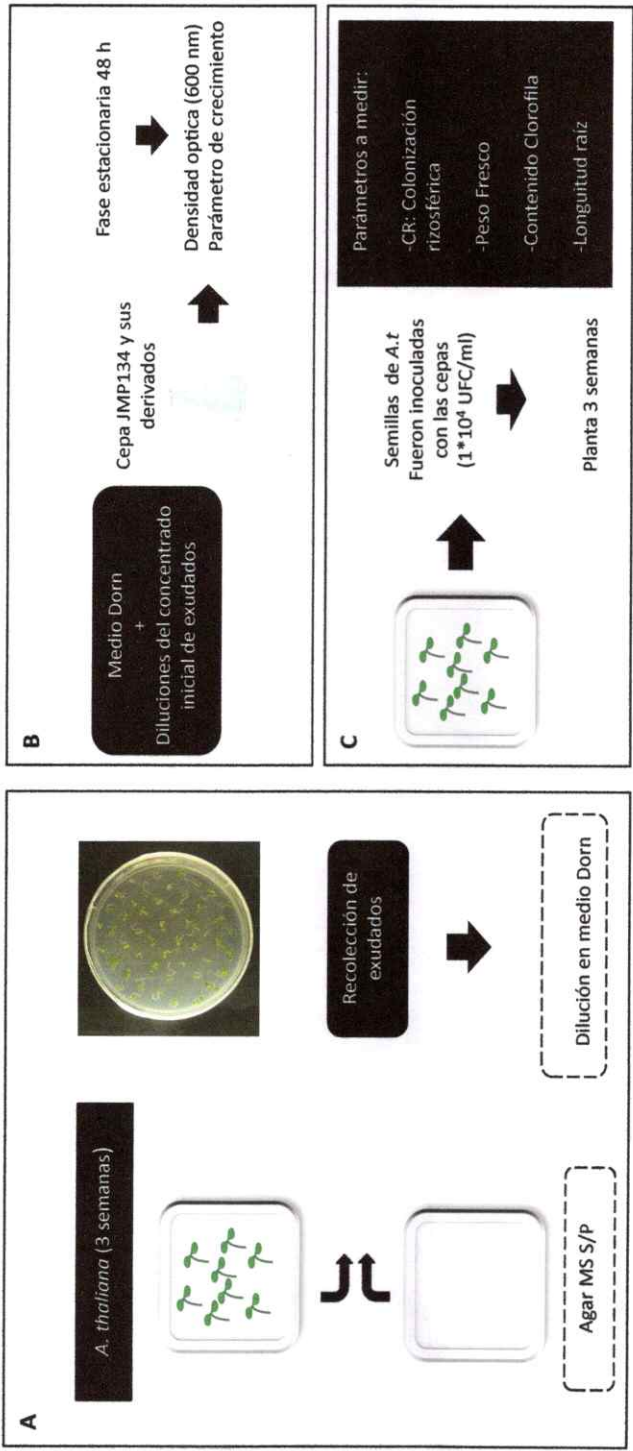 A
A. thaliana (3 semanas)
Agar MS S/P
Recolección de
exudados
Dilución en medio Dorn
B
Medio Dorn
+
Diluciones del concentrado
inicial de exudados
Cepa JMP134 y sus
derivados
Fase estacionaria 48 h
Densidad optica (600 nm)
Parámetro de crecimiento
C
Semillas de A.t
Fueron inoculadas
con las cepas
(1*10⁴ UFC/ml)
Planta 3 semanas
Parámetros a medir:
-CR: Colonización
rizosférica
-Peso Fresco
-Contenido Clorofila
-Longuitud raíz